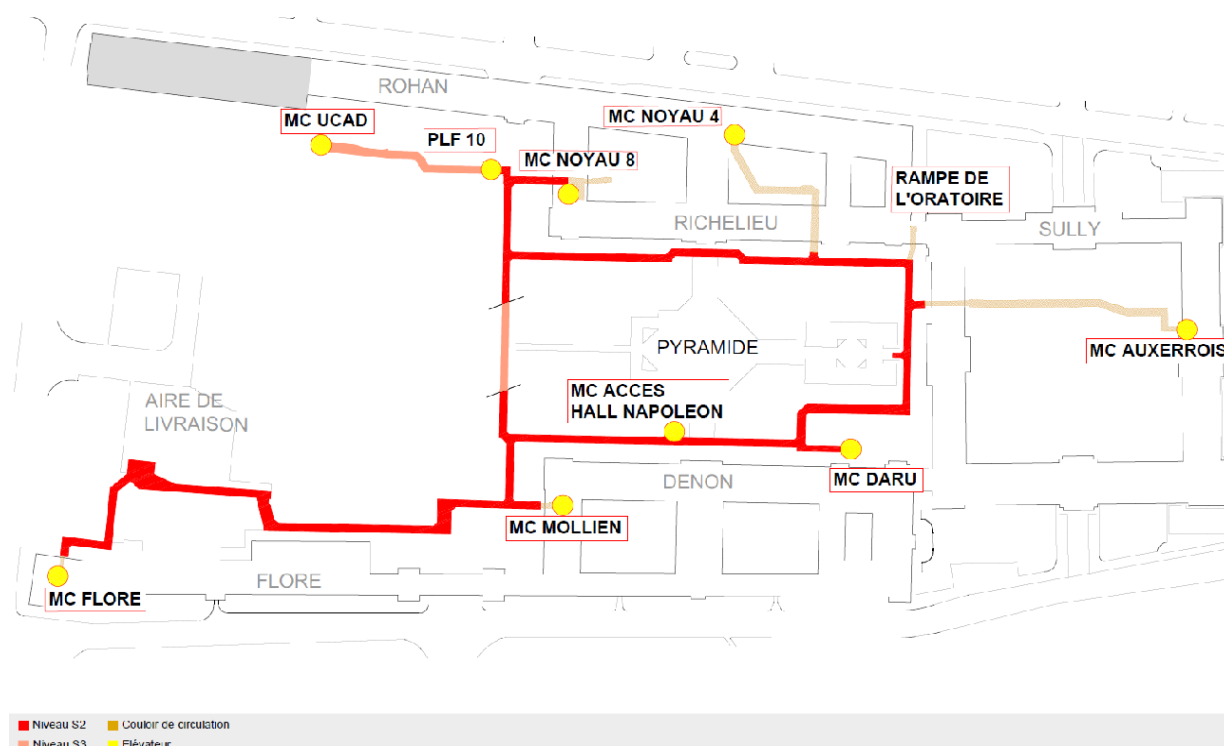 ROHAN
MC UCAD
MC NOYAU 4
PLF 10
MC NOYAU 8
RAMPE DE
L'ORATOIRE
RICHELIEU
SULLY
PYRAMIDE
MC AUXERROIS
MC ACCES
HALL NAPOLEON
AIRE DE
LIVRAISON
MC DARU
DENON
MC MOLLIEN
FLORE
MC FLORE
Niveau S2
Couloir de circulation
Niveau S3
Elévateur